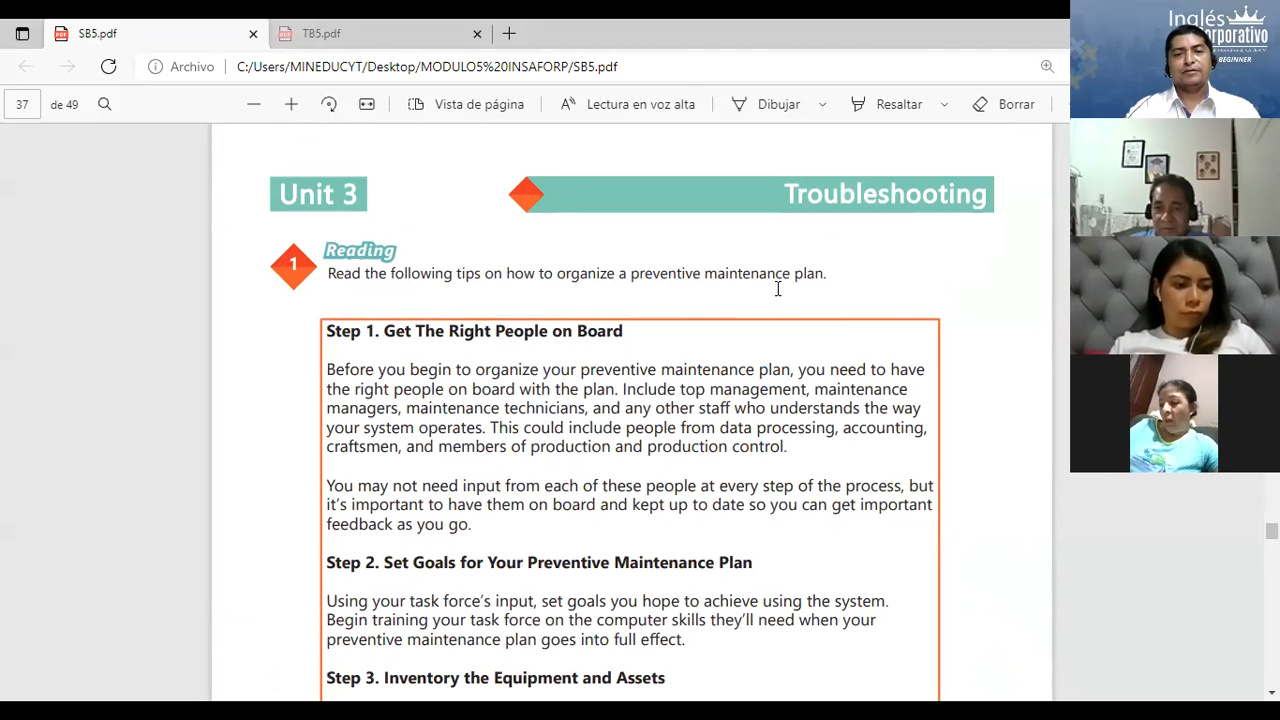 SB5.pdf
TB5.pdf
Archivo
C:/Users/MINEDUCYT/Desktop/MODULO5%20INSAFORP/SB5.pdf
37 de 49
Vista de página
Lectura en voz alta
Dibujar
Resaltar
Borrar
Inglés
BEGINNER
Unit 3
Troubleshooting
1
Reading
Read the following tips on how to organize a preventive maintenance plan.
Step 1. Get The Right People on Board
Before you begin to organize your preventive maintenance plan, you need to have
the right people on board with the plan. Include top management, maintenance
managers, maintenance technicians, and any other staff who understands the way
your system operates. This could include people from data processing, accounting,
craftsmen, and members of production and production control.
You may not need input from each of these people at every step of the process, but
it's important to have them on board and kept up to date so you can get important
feedback as you go.
Step 2. Set Goals for Your Preventive Maintenance Plan
Using your task force's input, set goals you hope to achieve using the system.
Begin training your task force on the computer skills they'll need when your
preventive maintenance plan goes into full effect.
Step 3. Inventory the Equipment and Assets